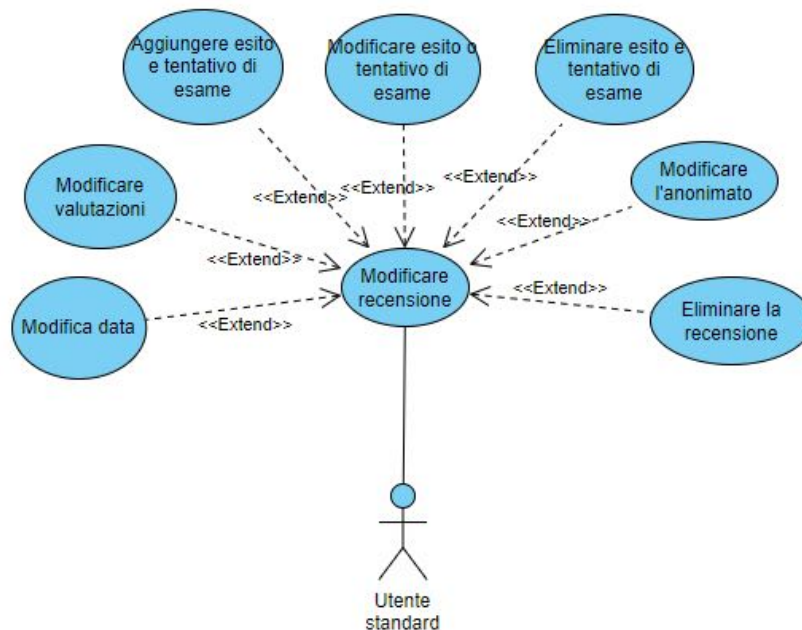 Aggiungere esito
e tentativo di
esame
Modificare esito o
tentativo di
esame
Eliminare esito e
tentativo di
esame
Modificare
valutazioni
<<Extend>>
<<Extend>>
<<Extend>>
Modificare
l'anonimato
<<Extend>>
<<Extend>>
Modificare
recensione
Modifica data
<<Extend>>
<<Extend>>
Eliminare la
recensione
Utente
standard